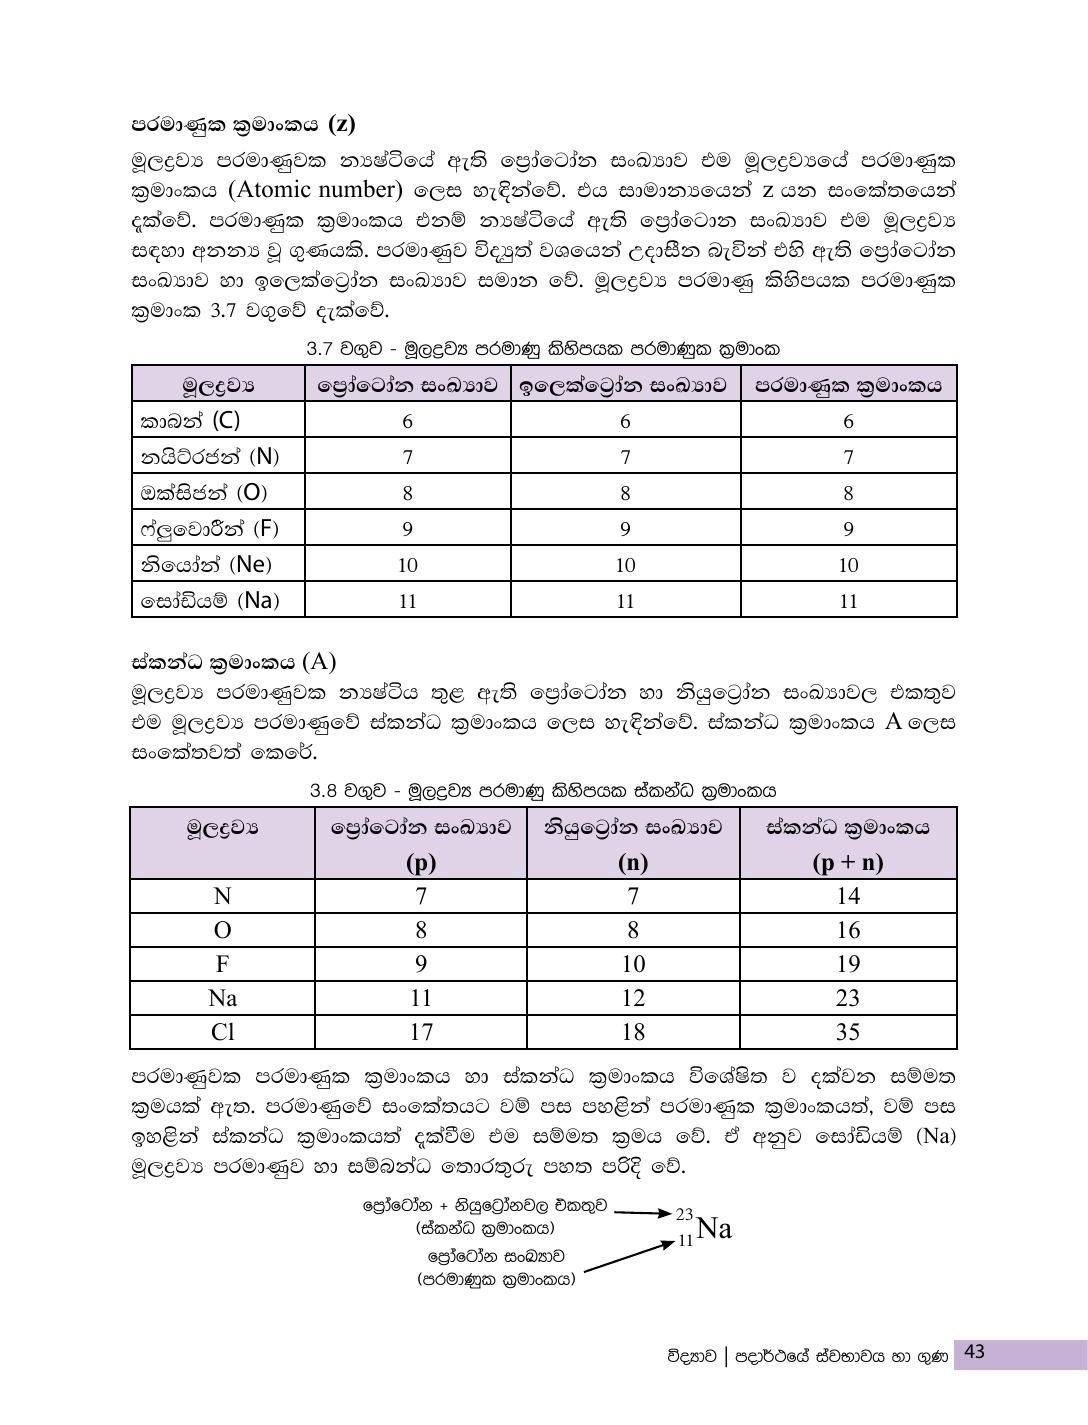 පරමාණුක ක්‍රමාංකය (z)
මූලද්‍රව්‍ය පරමාණුවක න්‍යෂ්ටියේ ඇති ප්‍රෝටෝන සංඛ්‍යාව එම මූලද්‍රව්‍යයේ පරමාණුක
ක්‍රමාංකය (Atomic number) ලෙස හැඳින්වේ. එය සාමාන්‍යයෙන් z යන සංකේතයෙන්
දැක්වේ. පරමාණුක ක්‍රමාංකය එනම් න්‍යෂ්ටියේ ඇති ප්‍රෝටොන සංඛ්‍යාව එම මූලද්‍රව්‍ය
සඳහා අනන්‍ය වූ ගුණයකි. පරමාණුව විද්‍යුත් වශයෙන් උදාසීන බැවින් එහි ඇති ප්‍රෝටෝන
සංඛ්‍යාව හා ඉලෙක්ට්‍රෝන සංඛ්‍යාව සමාන වේ. මූලද්‍රව්‍ය පරමාණු කිහිපයක පරමාණුක
ක්‍රමාංක 3.7 වගුවේ දැක්වේ.
3.7 වගුව - මූලද්‍රව්‍ය පරමාණු කිහිපයක පරමාණුක ක්‍රමාංක
මූලද්‍රව්‍ය ප්‍රෝටෝන සංඛ්‍යාව ඉලෙක්ට්‍රෝන සංඛ්‍යාව පරමාණුක ක්‍රමාංකය
කාබන් (C) 6 6 6
නයිට්රජන් (N) 7 7 7
ඔක්සිජන් (O) 8 8 8
ෆ්ලුවොරීන් (F) 9 9 9
නියෝන් (Ne) 10 10 10
සෝඩියම් (Na) 11 11 11
ස්කන්ධ ක්‍රමාංකය (A)
මූලද්‍රව්‍ය පරමාණුවක න්‍යෂ්ටිය තුළ ඇති ප්‍රෝටෝන හා නියුට්‍රෝන සංඛ්‍යාවල එකතුව
එම මූලද්‍රව්‍ය පරමාණුවේ ස්කන්ධ ක්‍රමාංකය ලෙස හැඳින්වේ. ස්කන්ධ ක්‍රමාංකය A ලෙස
සංකේතවත් කෙරේ.
3.8 වගුව - මූලද්‍රව්‍ය පරමාණු කිහිපයක ස්කන්ධ ක්‍රමාංකය
මූලද්‍රව්‍ය ප්‍රෝටෝන සංඛ්‍යාව නියුට්‍රෝන සංඛ්‍යාව ස්කන්ධ ක්‍රමාංකය
(p) (n) (p + n)
N 7 7 14
O 8 8 16
F 9 10 19
Na 11 12 23
Cl 17 18 35
පරමාණුවක පරමාණුක ක්‍රමාංකය හා ස්කන්ධ ක්‍රමාංකය විශේෂිත ව දක්වන සම්මත
ක්‍රමයක් ඇත. පරමාණුවේ සංකේතයට වම් පස පහළින් පරමාණුක ක්‍රමාංකයත්, වම් පස
ඉහළින් ස්කන්ධ ක්‍රමාංකයත් දැක්වීම එම සම්මත ක්‍රමය වේ. ඒ අනුව සෝඩියම් (Na)
මූලද්‍රව්‍ය පරමාණුව හා සම්බන්ධ තොරතුරු පහත පරිදි වේ.
ප්‍රෝටෝන + නියුට්‍රෝනවල එකතුව
(ස්කන්ධ ක්‍රමාංකය)
23
11 Na
ප්‍රෝටෝන සංඛ්‍යාව
(පරමාණුක ක්‍රමාංකය)
විද්‍යාව | පදාර්ථයේ ස්වභාවය හා ගුණ 43